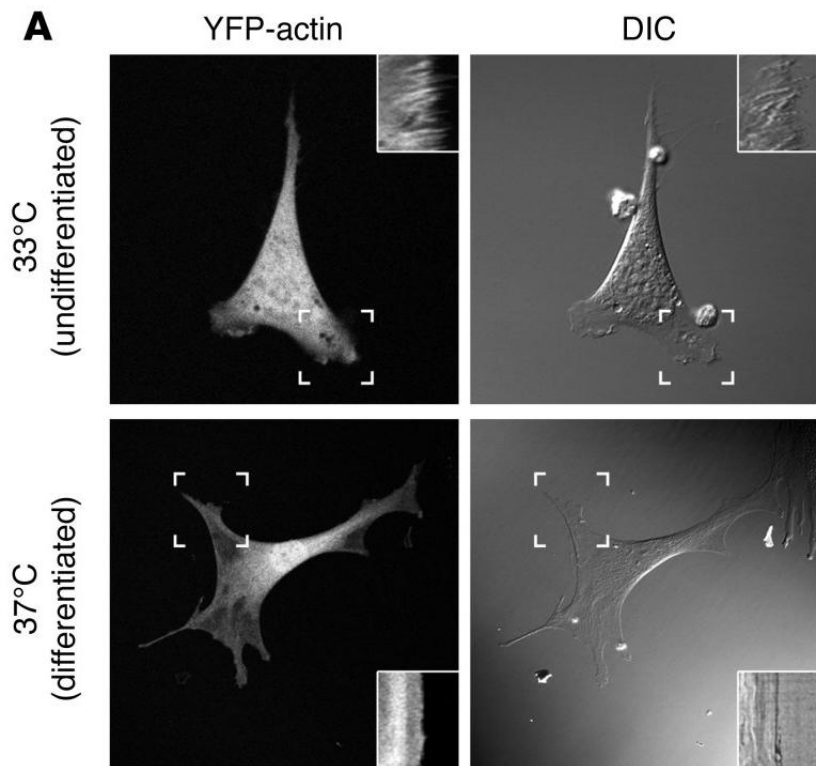 A
YFP-actin
DIC
33°C
(undifferentiated)
37°C
(differentiated)